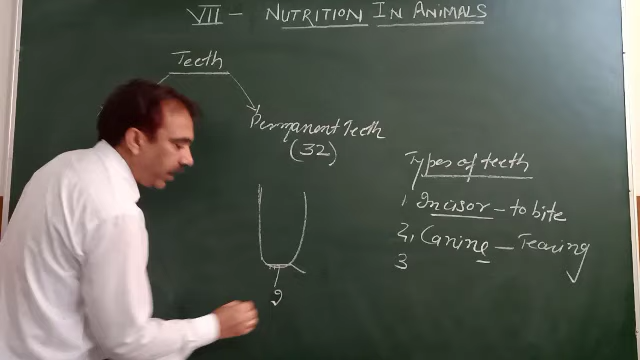 VII - NUTRITION IN ANIMALS
Teeth
Permanent Teeth
(32)
Types of teeth
1, Incisor - to bite
2, Canine - Tearing
3